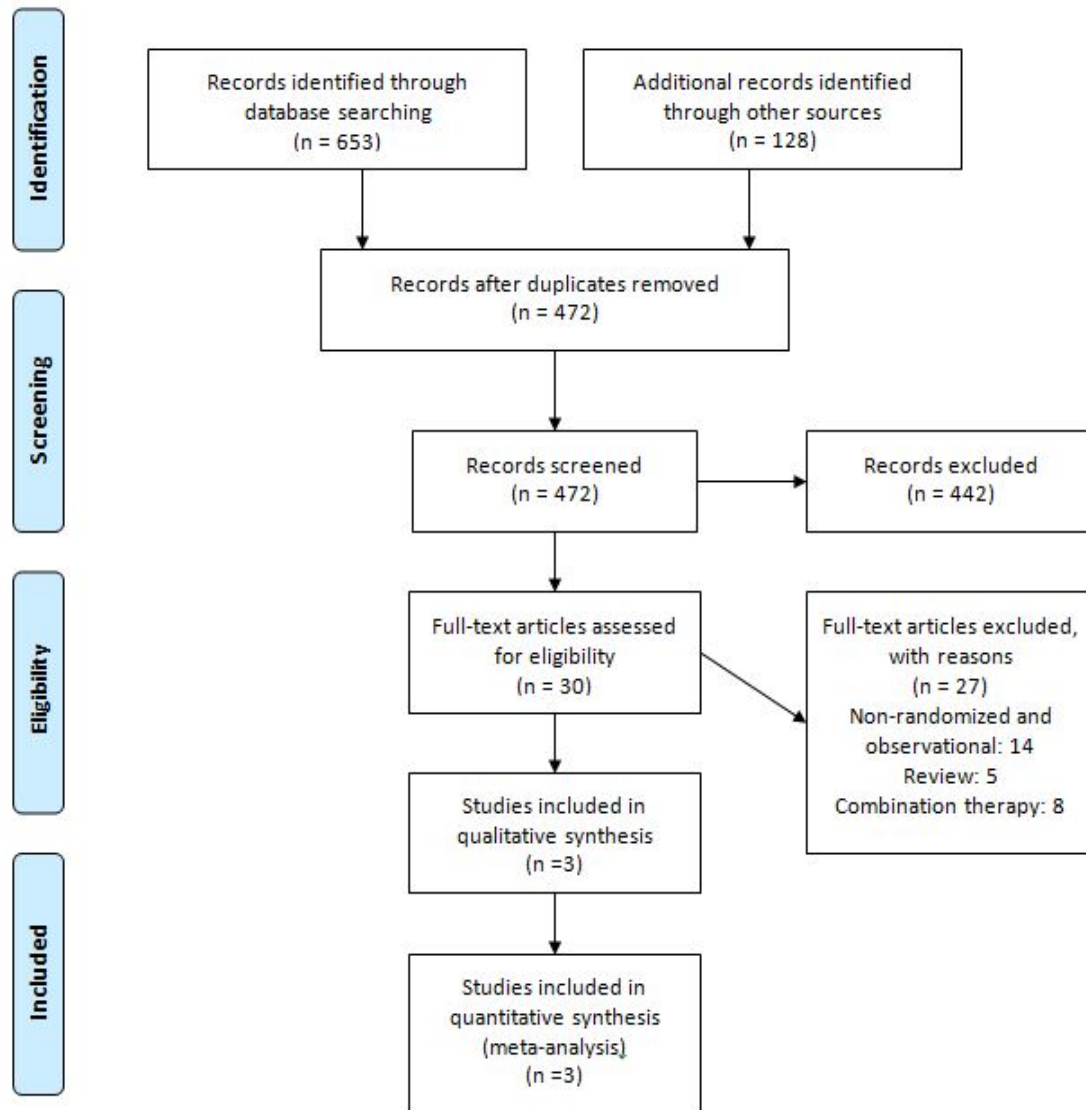 Identification
Records identified through
database searching
(n = 653)
Additional records identified
through other sources
(n = 128)
Records after duplicates removed
(n = 472)
Screening
Records screened
(n = 472)
Records excluded
(n = 442)
Eligibility
Full-text articles assessed
for eligibility
(n = 30)
Full-text articles excluded,
with reasons
(n = 27)
Non-randomized and
observational: 14
Review: 5
Combination therapy: 8
Studies included in
qualitative synthesis
(n =3)
Included
Studies included in
quantitative synthesis
(meta-analysis)
(n =3)